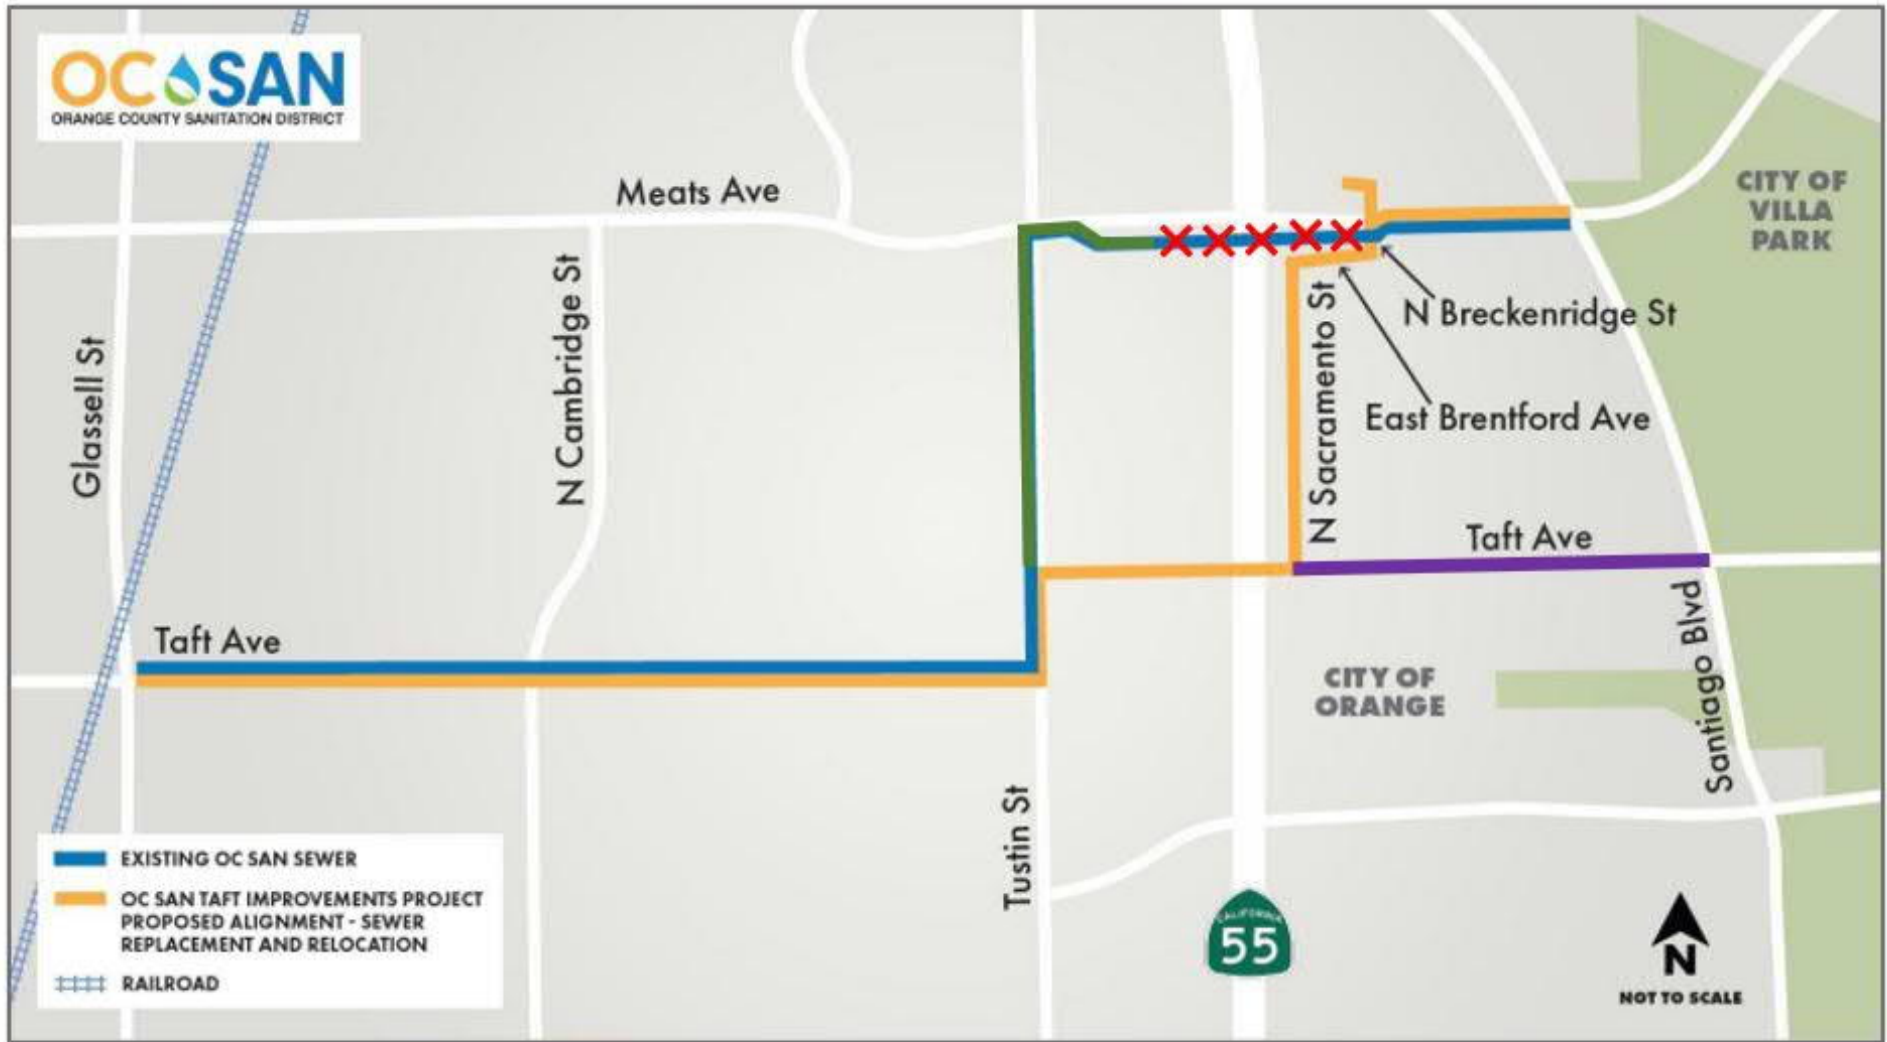 OC SAN
ORANGE COUNTY SANITATION DISTRICT
Meats Ave
CITY OF
VILLA
PARK
Glassell St
N Cambridge St
N Sacramento St
N Breckenridge St
East Brentford Ave
Taft Ave
Taft Ave
CITY OF
ORANGE
Santiago Blvd
Tustin St
EXISTING OC SAN SEWER
OC SAN TAFT IMPROVEMENTS PROJECT
PROPOSED ALIGNMENT - SEWER
REPLACEMENT AND RELOCATION
RAILROAD
CALIFORNIA
55
N
NOT TO SCALE